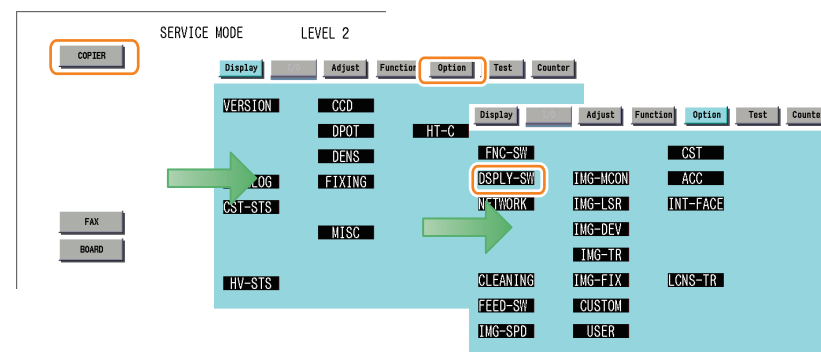 SERVICE MODE LEVEL 2
COPIER
FAX
BOARD
Display I/O Adjust Function Option Test Counter
VERSION CCD
DPOT HT-C
DENS
LOG FIXING
CST-STS
MISC
HV-STS
Display Adjust Function Option Test Counte
FNC-SW CST
DSPLY-SW IMG-MCON ACC
NETWORK IMG-LSR INT-FACE
IMG-DEV
IMG-TR
CLEANING IMG-FIX LCNS-TR
FEED-SW CUSTOM
IMG-SPD USER